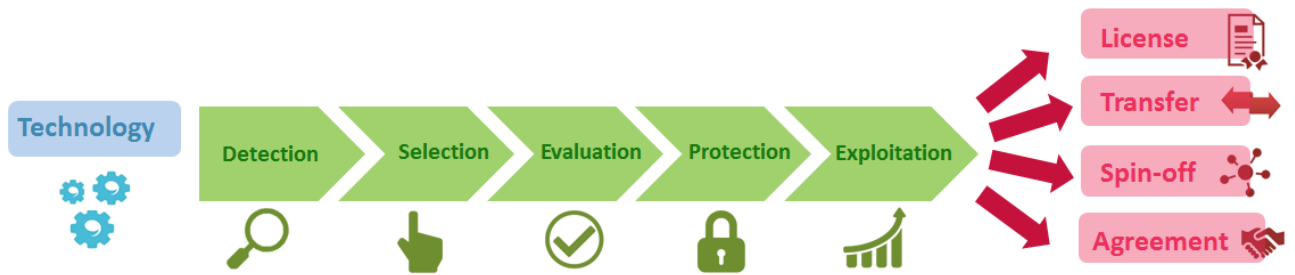 Technology
Detection
Selection
Evaluation
Protection
Exploitation
License
Transfer
Spin-off
Agreement